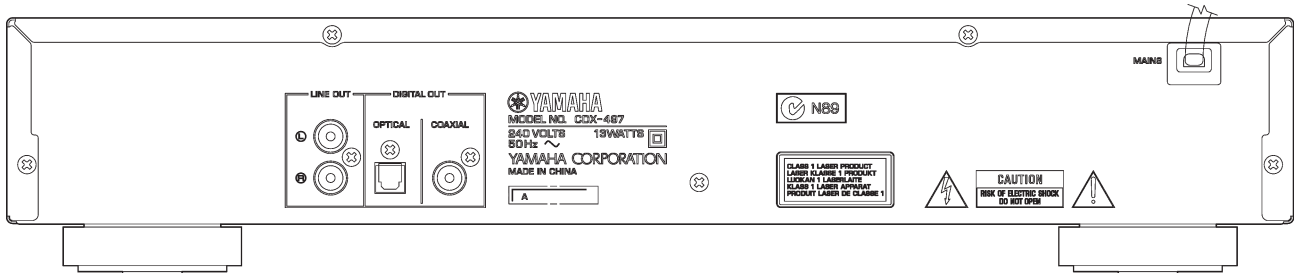 MAINS
LINE OUT
DIGITAL OUT
OPTICAL
COAXIAL
L
R
YAMAHA
MODEL NO. CDX-497
240 VOLTS 13WATTS
50Hz ~
YAMAHA CORPORATION
MADE IN CHINA
A
N89
CLASS 1 LASER PRODUCT
LASER KLASSE 1 PRODUKT
LUOKAN 1 LASERLAITE
KLASS 1 LASER APPARAT
PRODUIT LASER DE CLASSE 1
CAUTION
RISK OF ELECTRIC SHOCK
DO NOT OPEN